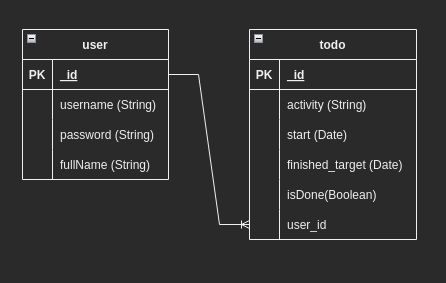 user
PK _id
username (String)
password (String)
fullName (String)
todo
PK _id
activity (String)
start (Date)
finished_target (Date)
isDone(Boolean)
user_id